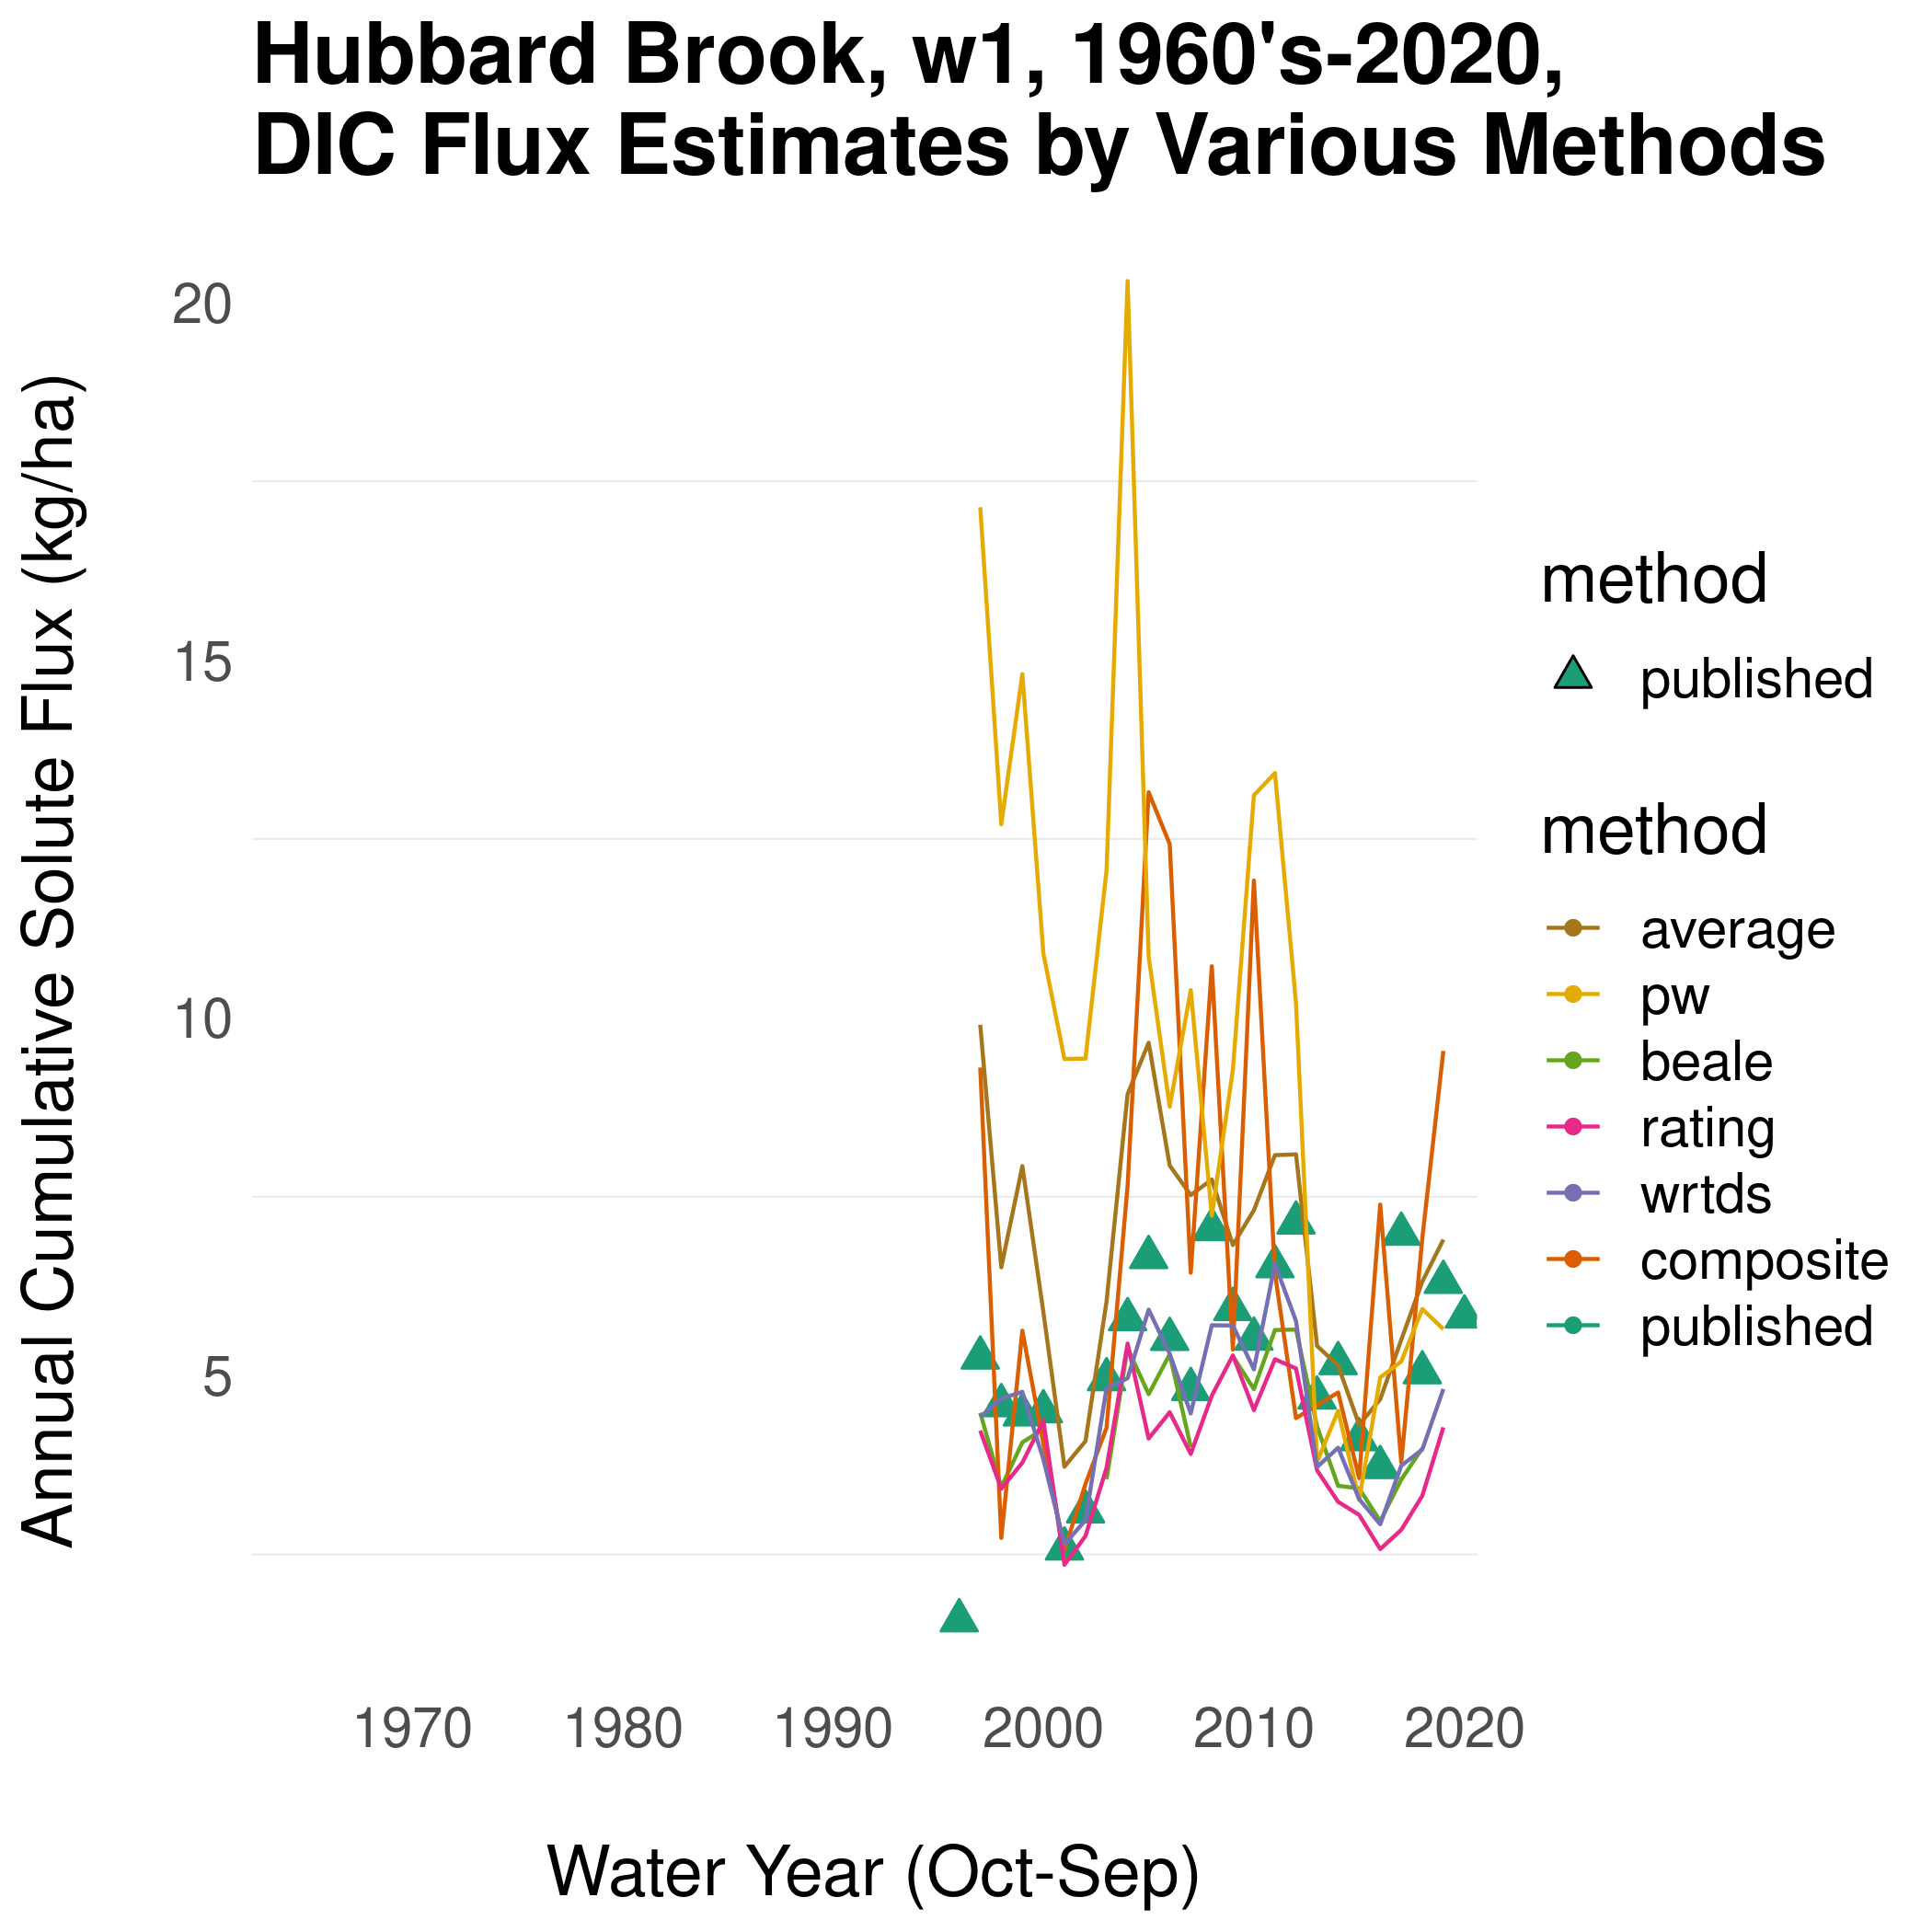 Hubbard Brook, w1, 1960's-2020,
DIC Flux Estimates by Various Methods
Annual Cumulative Solute Flux (kg/ha)
20
15
10
5
1970 1980 1990 2000 2010 2020
Water Year (Oct-Sep)
method
published
method
average
pw
beale
rating
wrtds
composite
published